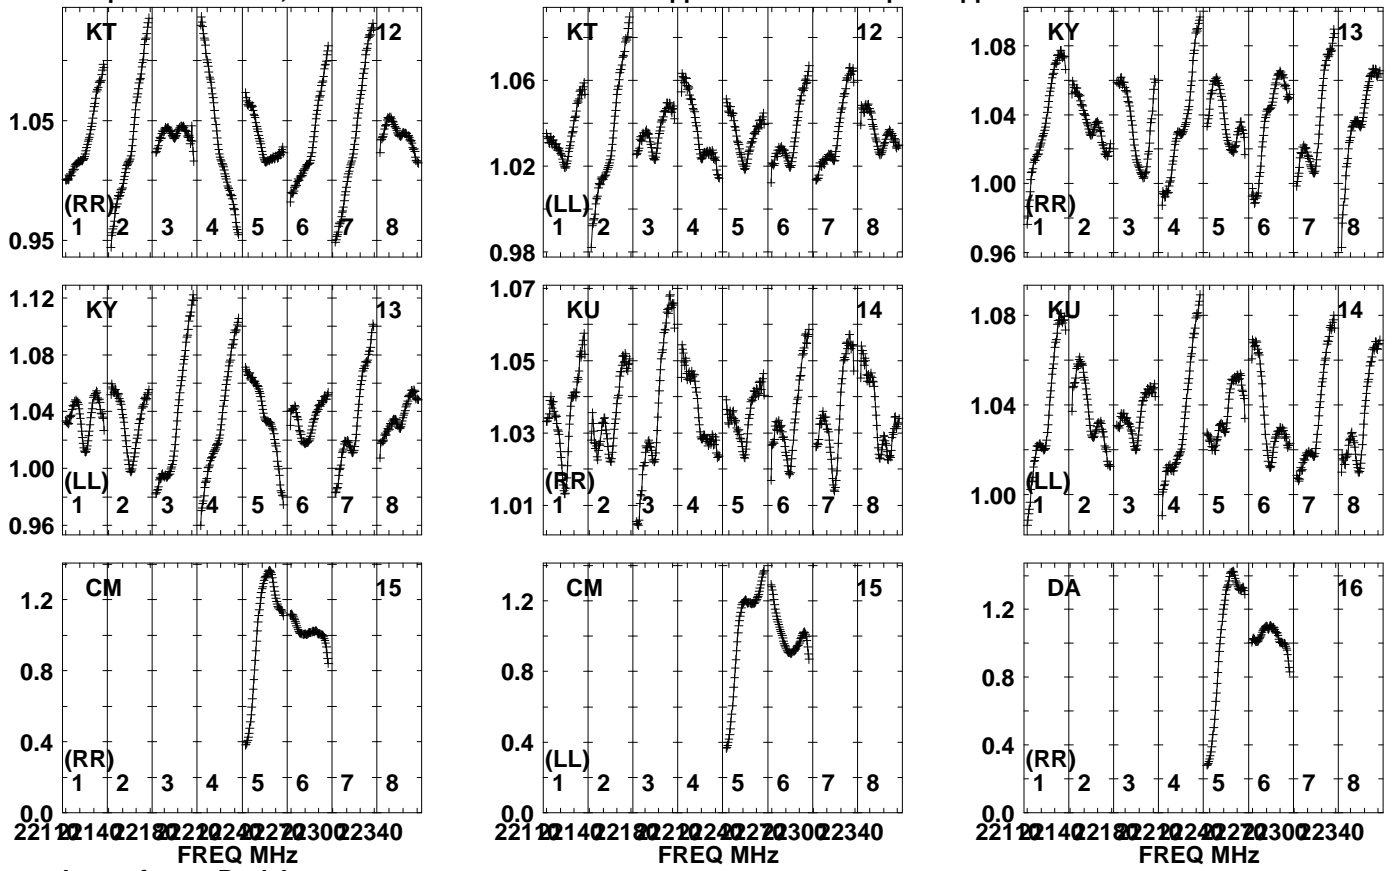 KT 12
1.05
0.95
(RR)
1 2 3 4 5 6 7 8
KT 12
1.06
1.02
0.98
(LL)
1 2 3 4 5 6 7 8
KY 13
1.08
1.04
1.00
0.96
(RR)
1 2 3 4 5 6 7 8
KY 13
1.12
1.08
1.04
1.00
0.96
(LL)
1 2 3 4 5 6 7 8
KU 14
1.07
1.05
1.03
1.01
(RR)
1 2 3 4 5 6 7 8
KU 14
1.08
1.04
1.00
(LL)
1 2 3 4 5 6 7 8
CM 15
1.2
0.8
0.4
0.0
(RR)
1 2 3 4 5 6 7 8
FREQ MHz
CM 15
1.2
0.8
0.4
0.0
(LL)
1 2 3 4 5 6 7 8
DA 16
1.2
0.8
0.4
0.0
(RR)
1 2 3 4 5 6 7 8
FREQ MHz